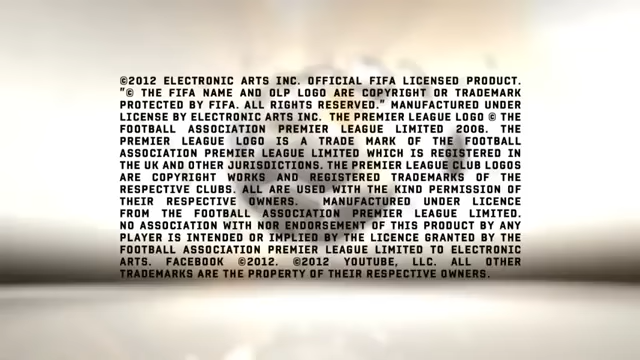 ©2012 ELECTRONIC ARTS INC. OFFICIAL FIFA LICENSED PRODUCT.
"© THE FIFA NAME AND OLP LOGO ARE COPYRIGHT OR TRADEMARK
PROTECTED BY FIFA. ALL RIGHTS RESERVED." MANUFACTURED UNDER
LICENSE BY ELECTRONIC ARTS INC. THE PREMIER LEAGUE LOGO © THE
FOOTBALL ASSOCIATION PREMIER LEAGUE LIMITED 2006. THE
PREMIER LEAGUE LOGO IS A TRADE MARK OF THE FOOTBALL
ASSOCIATION PREMIER LEAGUE LIMITED WHICH IS REGISTERED IN
THE UK AND OTHER JURISDICTIONS. THE PREMIER LEAGUE CLUB LOGOS
ARE COPYRIGHT WORKS AND REGISTERED TRADEMARKS OF THE
RESPECTIVE CLUBS. ALL ARE USED WITH THE KIND PERMISSION OF
THEIR RESPECTIVE OWNERS. MANUFACTURED UNDER LICENCE
FROM THE FOOTBALL ASSOCIATION PREMIER LEAGUE LIMITED.
NO ASSOCIATION WITH NOR ENDORSEMENT OF THIS PRODUCT BY ANY
PLAYER IS INTENDED OR IMPLIED BY THE LICENCE GRANTED BY THE
FOOTBALL ASSOCIATION PREMIER LEAGUE LIMITED TO ELECTRONIC
ARTS. FACEBOOK ©2012. ©2012 YOUTUBE, LLC. ALL OTHER
TRADEMARKS ARE THE PROPERTY OF THEIR RESPECTIVE OWNERS.